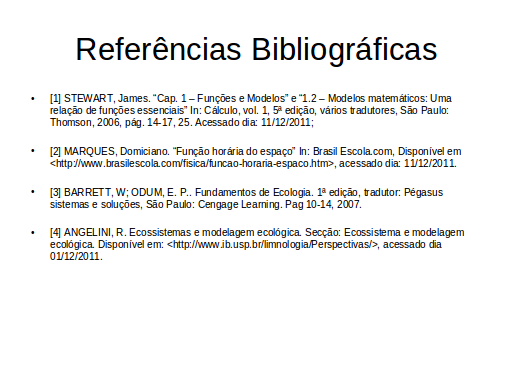 Referências Bibliográficas
• [1] STEWART, James. “Cap. 1 – Funções e Modelos” e “1.2 – Modelos matemáticos: Uma
relação de funções essenciais” In: Cálculo, vol. 1, 5ª edição, vários tradutores, São Paulo:
Thomson, 2006, pág. 14-17, 25. Acessado dia: 11/12/2011;
• [2] MARQUES, Domiciano. “Função horária do espaço” In: Brasil Escola.com, Disponível em
<http://www.brasilescola.com/fisica/funcao-horaria-espaco.htm>, acessado dia: 11/12/2011.
• [3] BARRETT, W; ODUM, E. P.. Fundamentos de Ecologia. 1ª edição, tradutor: Pégasus
sistemas e soluções, São Paulo: Cengage Learning. Pag 10-14, 2007.
• [4] ANGELINI, R. Ecossistemas e modelagem ecológica. Secção: Ecossistema e modelagem
ecológica. Disponível em: <http://www.ib.usp.br/limnologia/Perspectivas/>, acessado dia
01/12/2011.